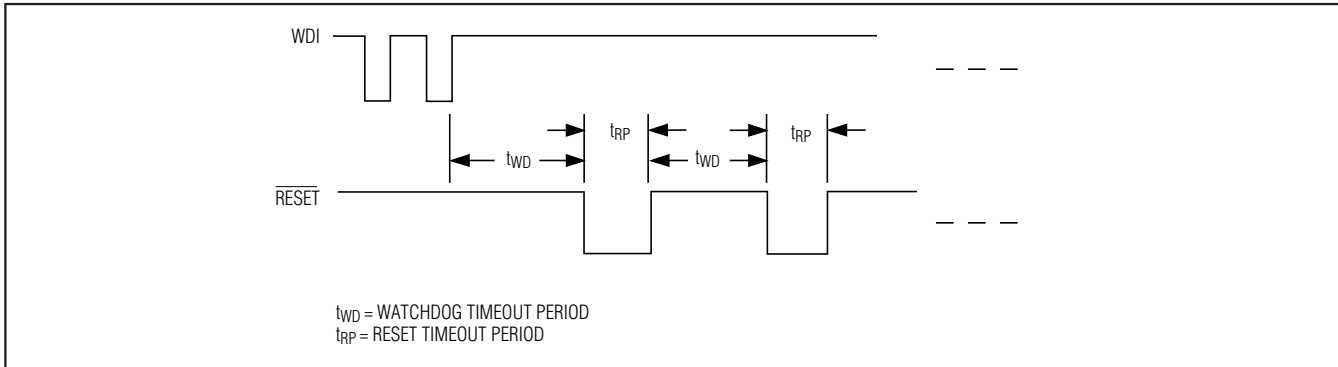 WDI
tRP tRP
tWD tWD
RESET
tWD = WATCHDOG TIMEOUT PERIOD
tRP = RESET TIMEOUT PERIOD